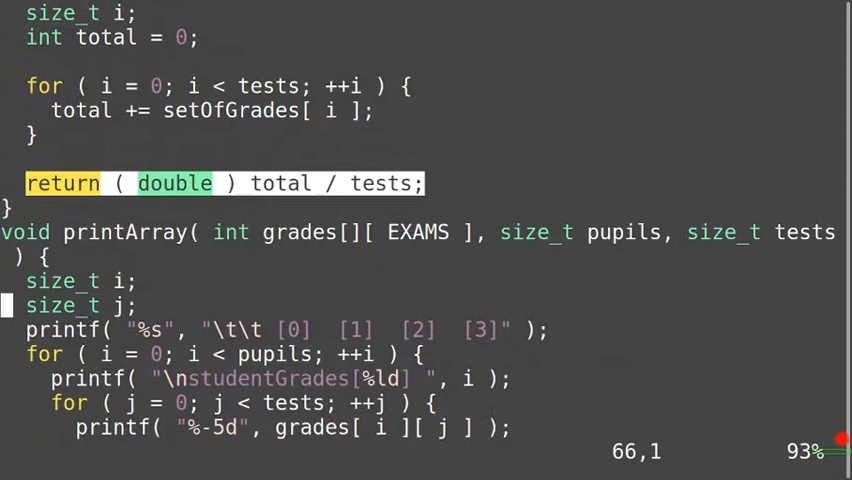 size_t i;
int total = 0;
for ( i = 0; i < tests; ++i ) {
total += setOfGrades[ i ];
}
return ( double ) total / tests;
}
void printArray( int grades[][ EXAMS ], size_t pupils, size_t tests
) {
size_t i;
size_t j;
printf( "%s", "\t\t [0]  [1]  [2]  [3]" );
for ( i = 0; i < pupils; ++i ) {
printf( "\nstudentGrades[%ld] ", i );
for ( j = 0; j < tests; ++j ) {
printf( "%-5d", grades[ i ][ j ] );
66,1 93%